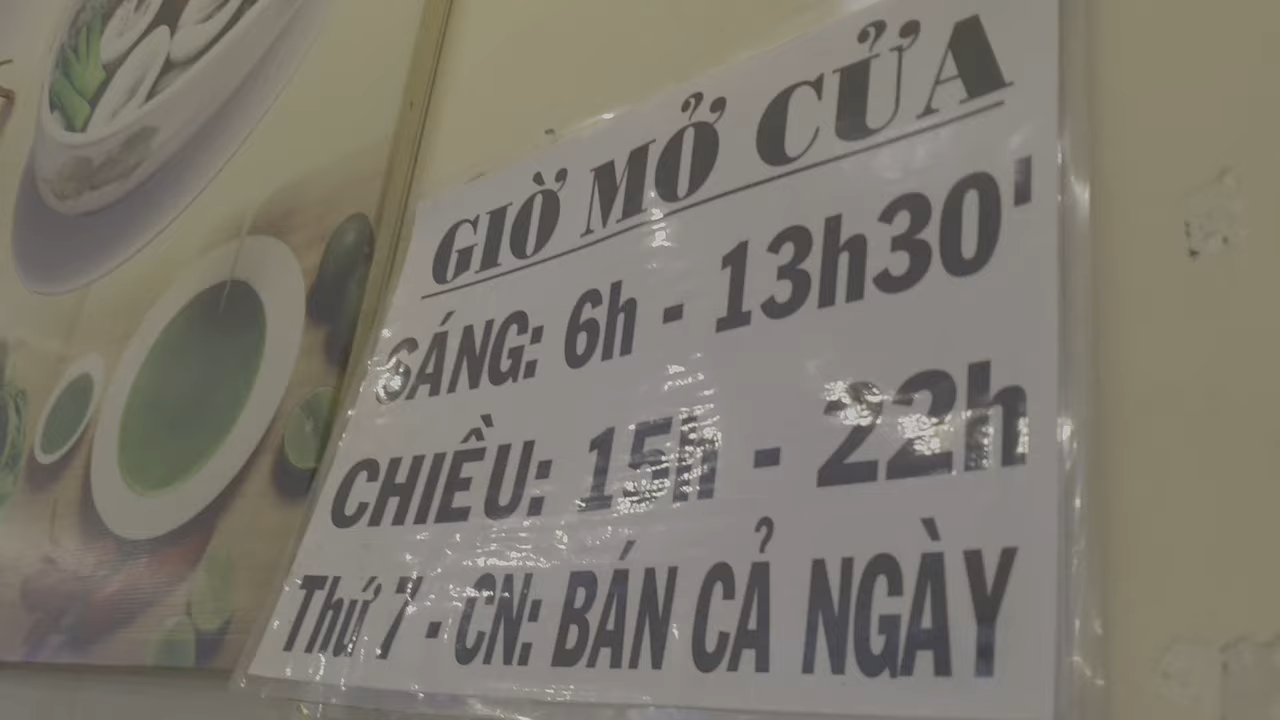 GIỜ MỞ CỬA
SÁNG: 6h - 13h30'
CHIỀU: 15h - 22h
Thứ 7 - CN: BÁN CẢ NGÀY